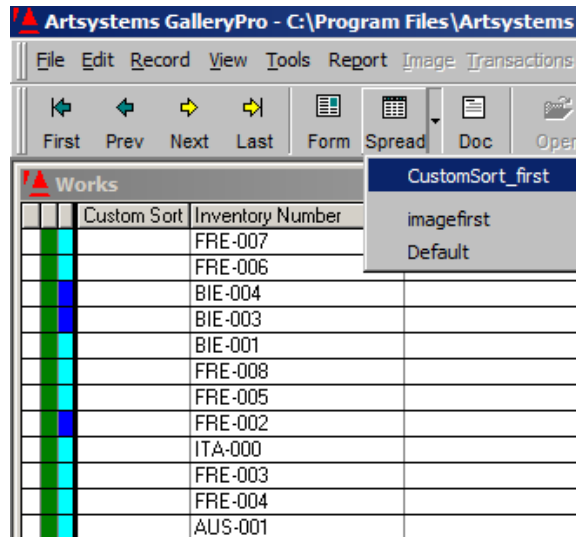 Artsystems GalleryPro - C:\Program Files\Artsystems
File Edit Record View Tools Report Image Transactions
First Prev Next Last Form Spread Doc Open
CustomSort_first
imagefirst
Default
Works
Custom Sort Inventory Number
FRE-007
FRE-006
BIE-004
BIE-003
BIE-001
FRE-008
FRE-005
FRE-002
ITA-000
FRE-003
FRE-004
AUS-001